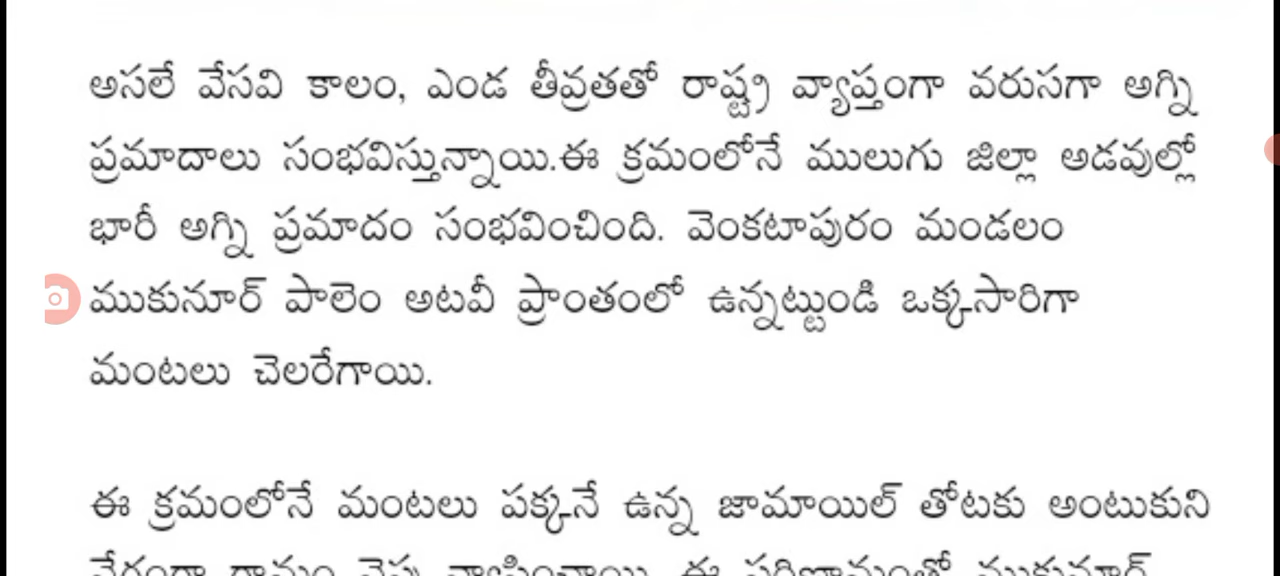 అసలే వేసవి కాలం, ఎండ తీవ్రతతో రాష్ట్ర వ్యాప్తంగా వరుసగా అగ్ని
ప్రమాదాలు సంభవిస్తున్నాయి.ఈ క్రమంలోనే ములుగు జిల్లా అడవుల్లో
భారీ అగ్ని ప్రమాదం సంభవించింది. వెంకటాపురం మండలం
ముకునూర్ పాలెం అటవీ ప్రాంతంలో ఉన్నట్టుండి ఒక్కసారిగా
మంటలు చెలరేగాయి.
ఈ క్రమంలోనే మంటలు పక్కనే ఉన్న జామాయిల్ తోటకు అంటుకుని